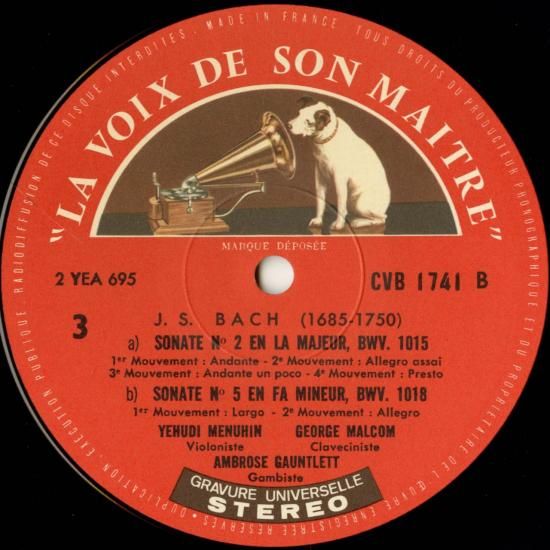 MADE IN FRANCE
TOUS DROITS DU PRODUCTEUR PHONOGRAPHIQUE ET DU PROPRIÉTAIRE DE L'ŒUVRE ENREGISTRÉE RÉSERVÉS • DUPLICATION, EXÉCUTION PUBLIQUE RADIODIFFUSION DE CE DISQUE INTERDITES •
"LA VOIX DE SON MAITRE"
MARQUE DÉPOSÉE
2 YEA 695
CVB 1741 B
3
J. S. BACH (1685-1750)
a) SONATE No 2 EN LA MAJEUR, BWV. 1015
1er Mouvement : Andante - 2e Mouvement : Allegro assai
3e Mouvement : Andante un poco - 4e Mouvement : Presto
b) SONATE No 5 EN FA MINEUR, BWV. 1018
1er Mouvement : Largo - 2e Mouvement : Allegro
YEHUDI MENUHIN GEORGE MALCOM
Violoniste Claveciniste
AMBROSE GAUNTLETT
Gambiste
GRAVURE UNIVERSELLE
STEREO